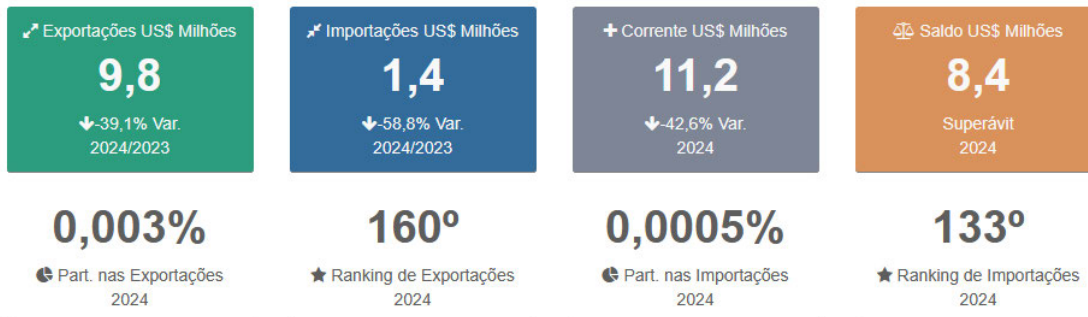 Exportações US$ Milhões
9,8
-39,1% Var.
2024/2023
Importações US$ Milhões
1,4
-58,8% Var.
2024/2023
Corrente US$ Milhões
11,2
-42,6% Var.
2024
Saldo US$ Milhões
8,4
Superávit
2024
0,003%
Part. nas Exportações
2024
160º
Ranking de Exportações
2024
0,0005%
Part. nas Importações
2024
133º
Ranking de Importações
2024